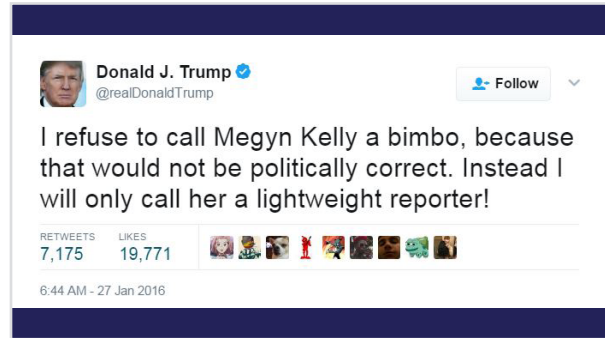 Donald J. Trump
@realDonaldTrump
Follow
I refuse to call Megyn Kelly a bimbo, because
that would not be politically correct. Instead I
will only call her a lightweight reporter!
RETWEETS LIKES
7,175 19,771
6:44 AM - 27 Jan 2016